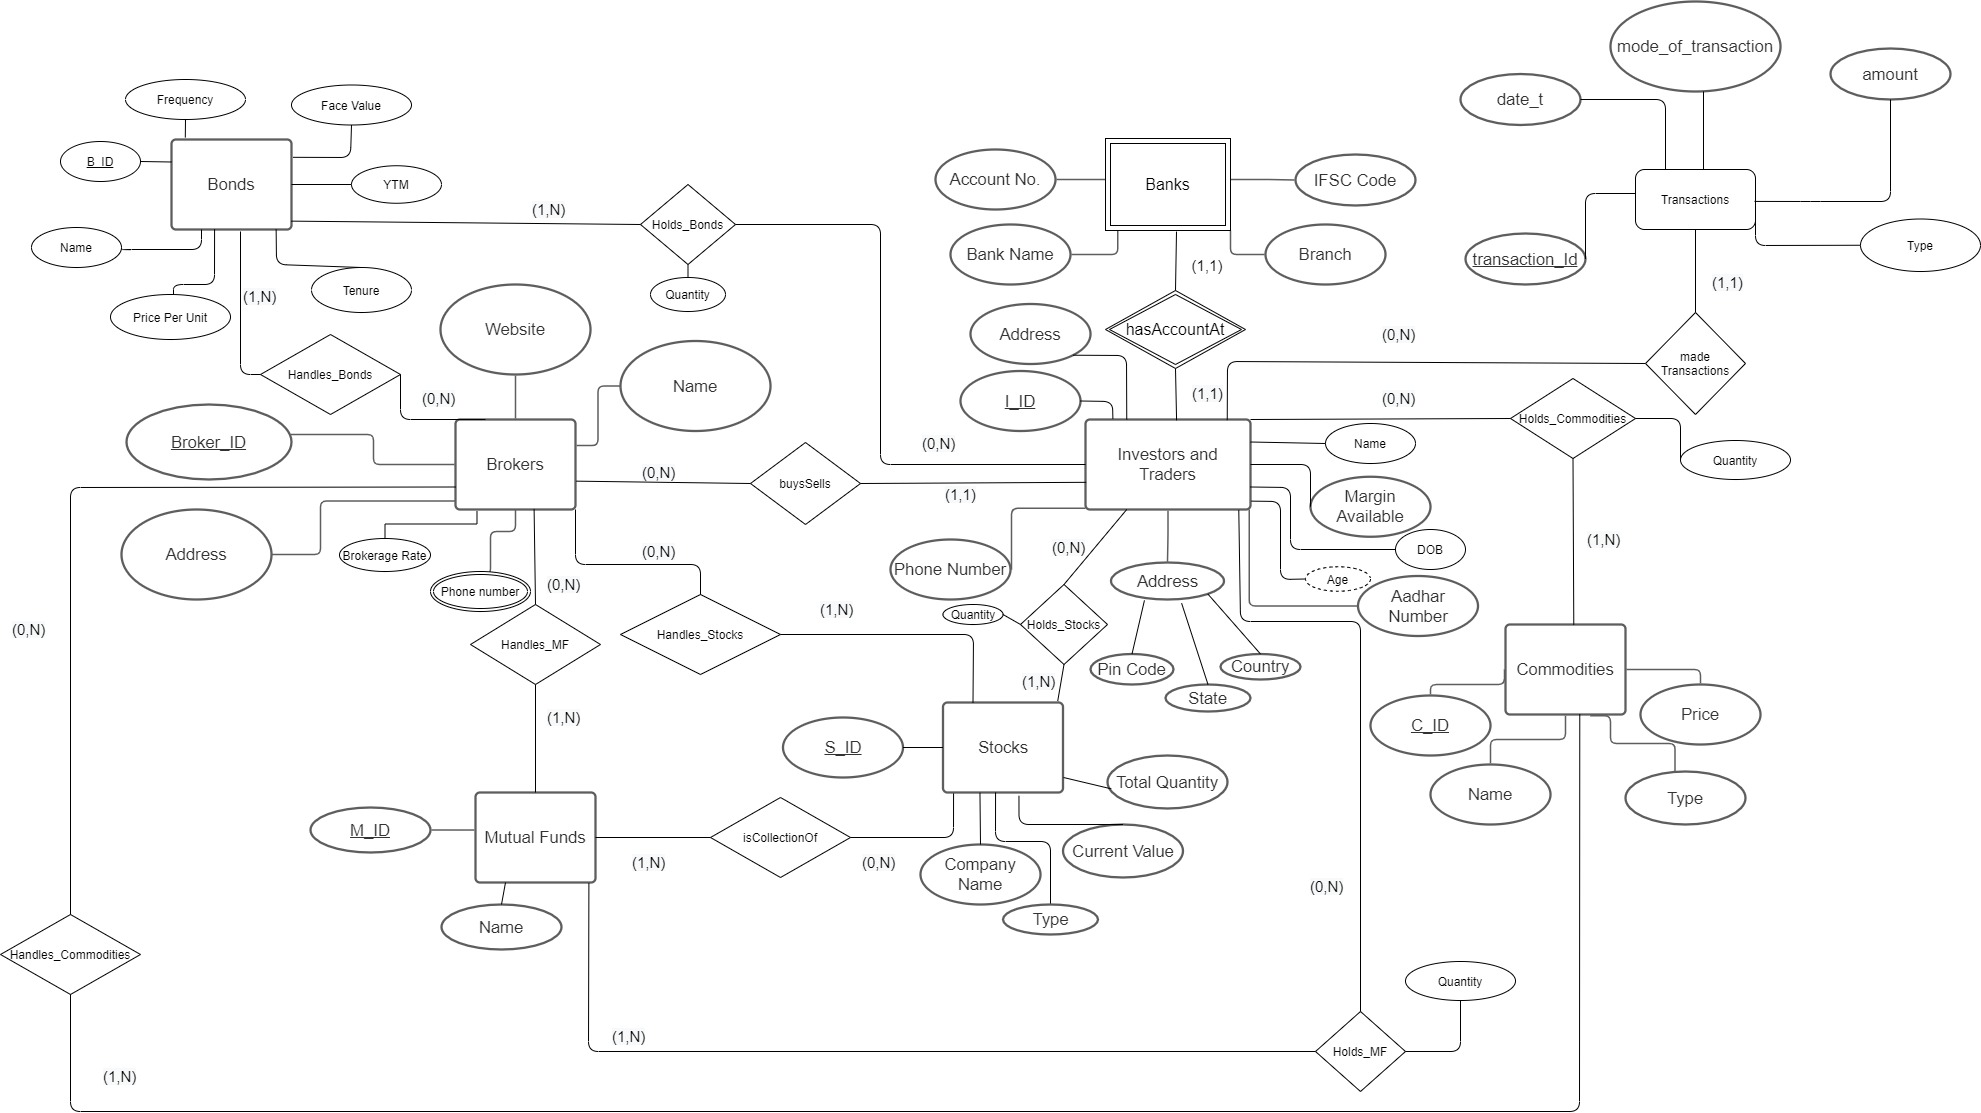 mode_of_transaction
amount
date_t
Frequency
Face Value
B_ID
Bonds
YTM
Name
Price Per Unit
Tenure
(1,N)
(1,N)
Holds_Bonds
Quantity
Account No.
Banks
IFSC Code
Bank Name
Branch
(1,1)
Transactions
transaction_Id
Type
(1,1)
Website
Name
Handles_Bonds
(0,N)
Address
hasAccountAt
I_ID
(1,1)
(0,N)
made
Transactions
(0,N)
Holds_Commodities
Quantity
Broker_ID
Brokers
(0,N)
buysSells
(0,N)
(1,1)
Investors and
Traders
Name
Margin
Available
DOB
Age
Aadhar
Number
Address
Brokerage Rate
Phone number
(0,N)
(0,N)
(0,N)
Phone Number
Address
(1,N)
(0,N)
Handles_MF
Handles_Stocks
(1,N)
Quantity
Holds_Stocks
Pin Code
State
Country
(1,N)
(1,N)
Commodities
C_ID
Price
Name
Type
S_ID
Stocks
Total Quantity
M_ID
Mutual Funds
(1,N)
isCollectionOf
(0,N)
Company
Name
Current Value
Type
Name
(0,N)
Handles_Commodities
Quantity
(1,N)
Holds_MF
(1,N)